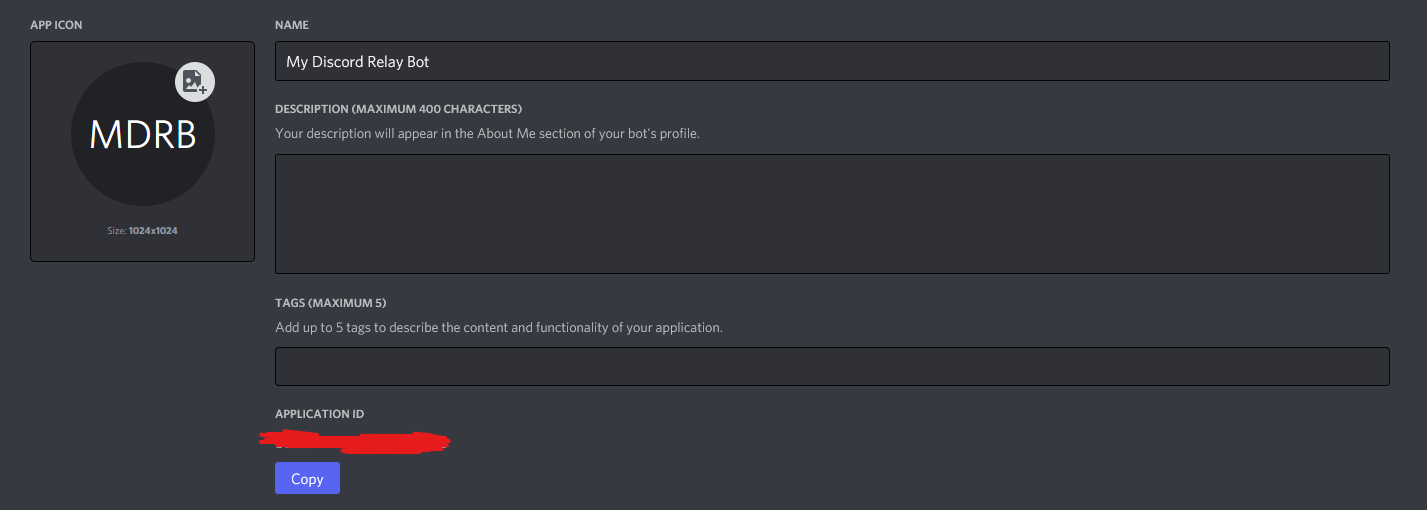 APP ICON
MDRB
Size: 1024x1024
NAME
My Discord Relay Bot
DESCRIPTION (MAXIMUM 400 CHARACTERS)
Your description will appear in the About Me section of your bot's profile.
TAGS (MAXIMUM 5)
Add up to 5 tags to describe the content and functionality of your application.
APPLICATION ID
Copy